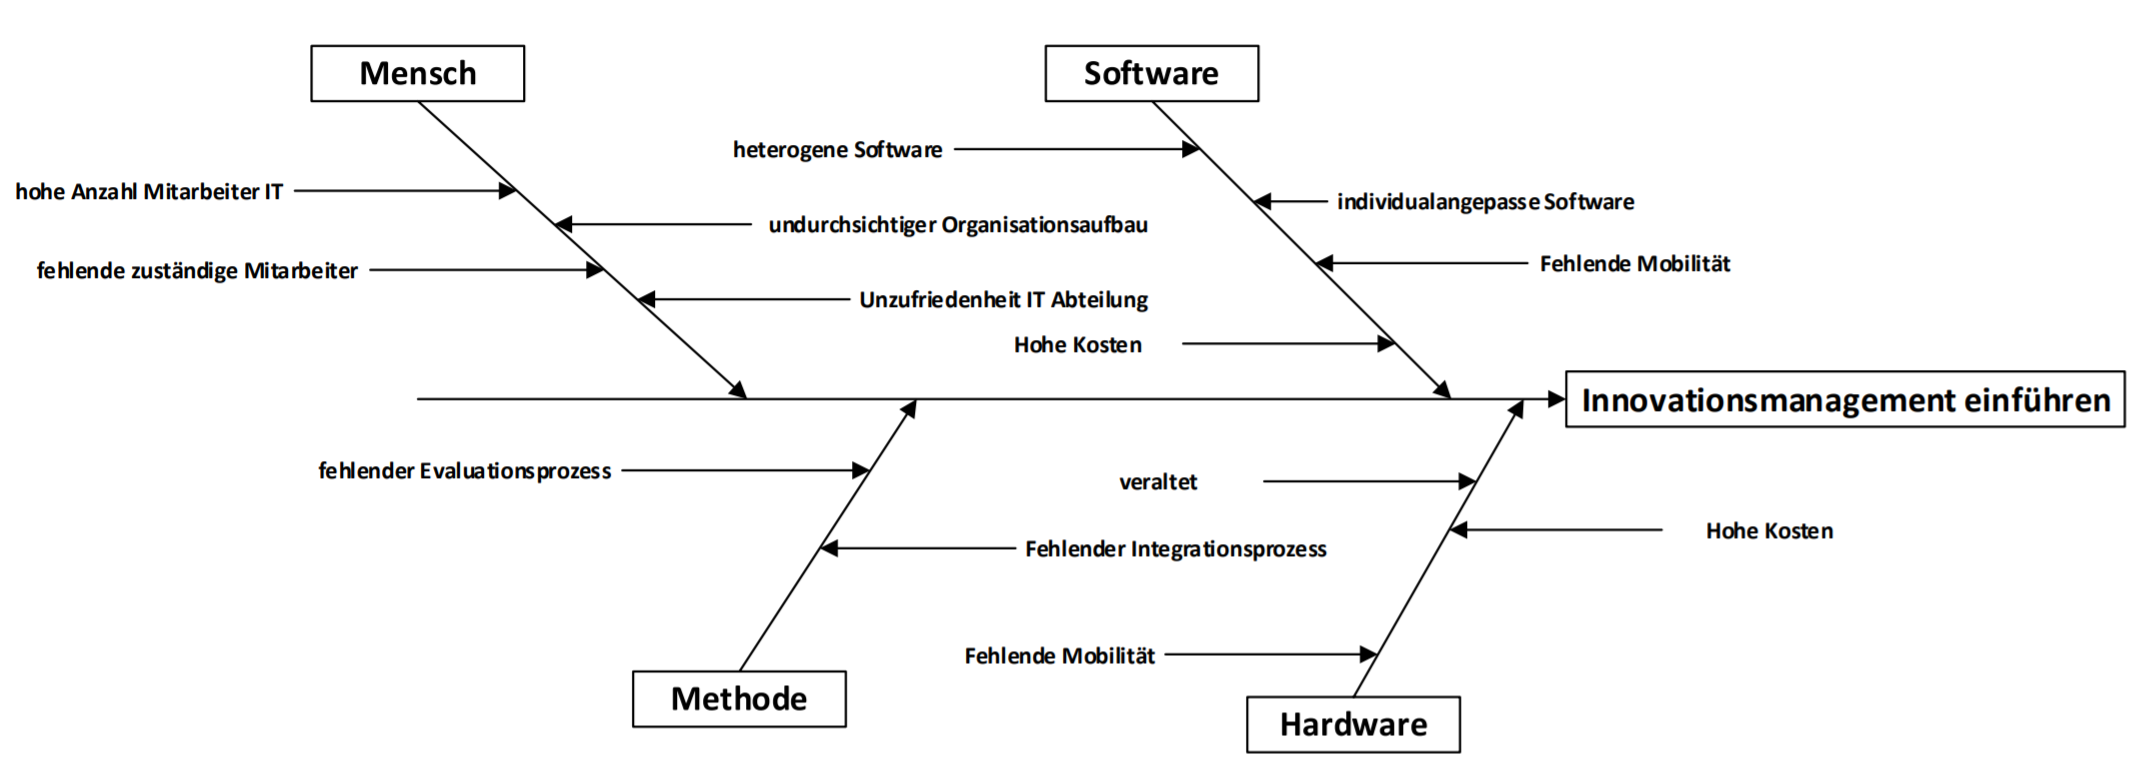 Mensch
Software
heterogene Software
hohe Anzahl Mitarbeiter IT
individualangepasse Software
undurchsichtiger Organisationsaufbau
Fehlende Mobilität
fehlende zuständige Mitarbeiter
Unzufriedenheit IT Abteilung
Hohe Kosten
Innovationsmanagement einführen
fehlender Evaluationsprozess
veraltet
Hohe Kosten
Fehlender Integrationsprozess
Fehlende Mobilität
Methode
Hardware